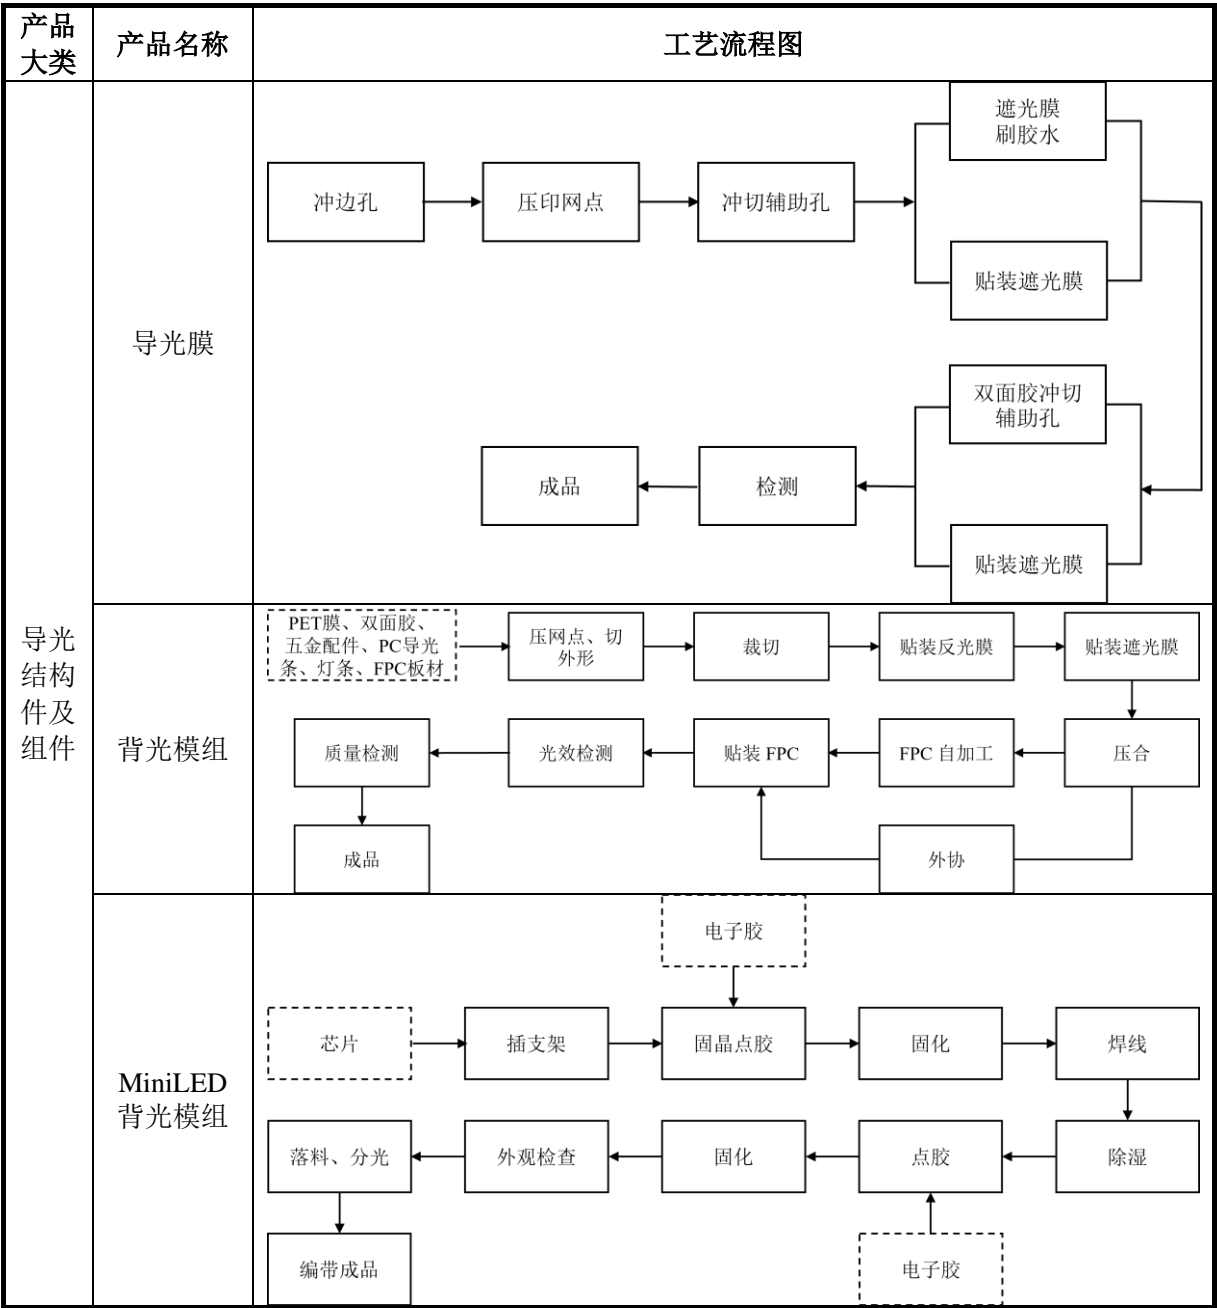 产品
大类
产品名称
工艺流程图
导光
结构
件及
组件
导光膜
冲边孔
压印网点
冲切辅助孔
遮光膜
刷胶水
贴装遮光膜
双面胶冲切
辅助孔
贴装遮光膜
检测
成品
背光模组
PET膜、双面胶、
五金配件、PC导光
条、灯条、FPC板材
压网点、切
外形
裁切
贴装反光膜
贴装遮光膜
压合
FPC 自加工
外协
贴装 FPC
光效检测
质量检测
成品
MiniLED
背光模组
电子胶
芯片
插支架
固晶点胶
固化
焊线
除湿
点胶
电子胶
固化
外观检查
落料、分光
编带成品